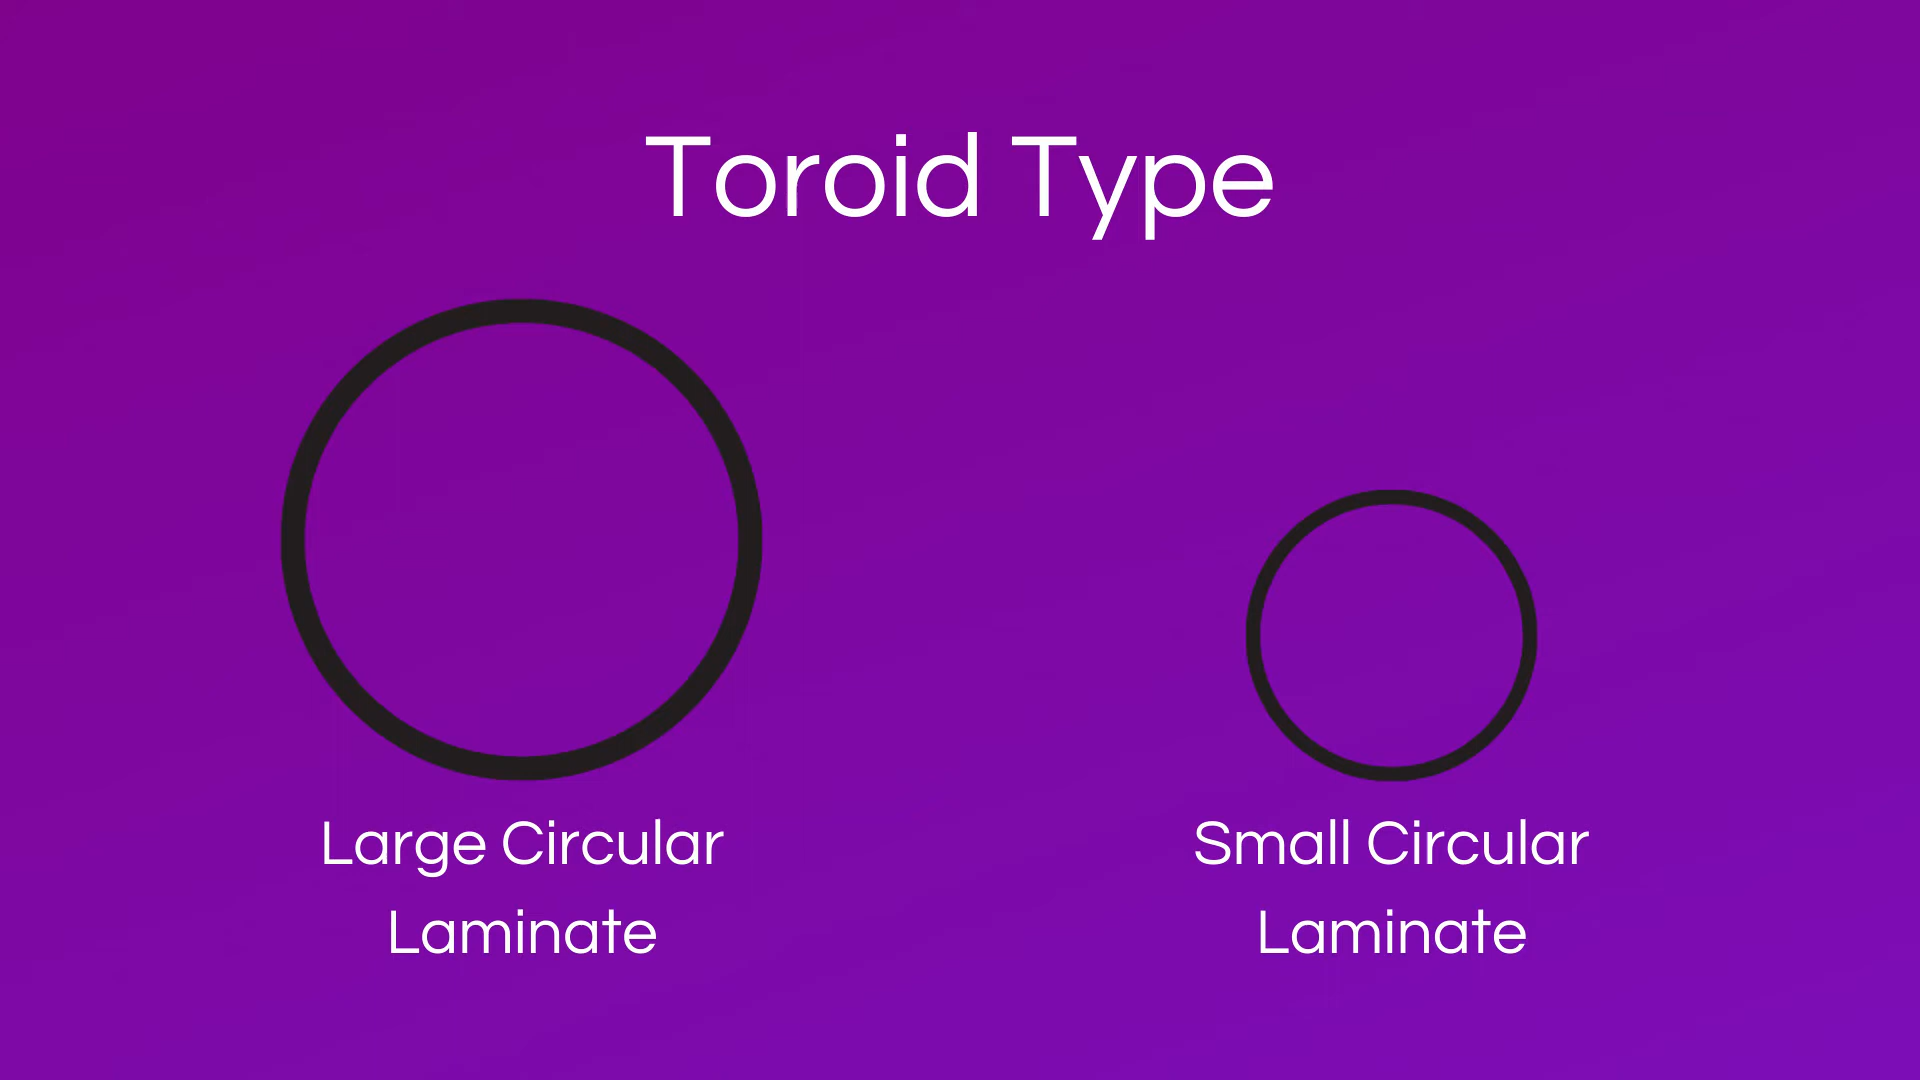 Toroid Type
Large Circular
Laminate
Small Circular
Laminate